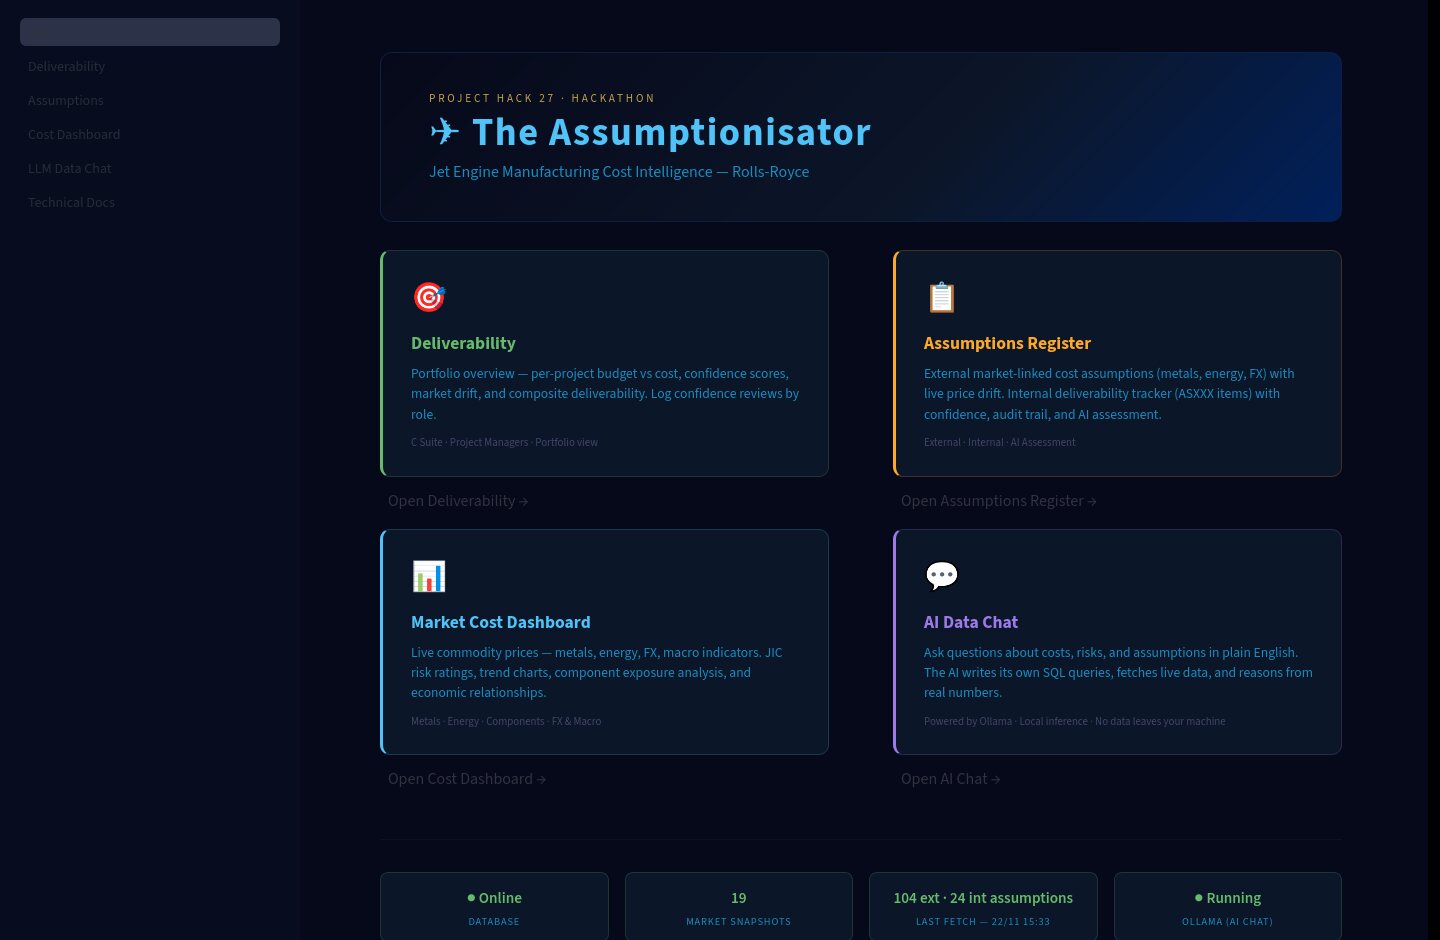 Deliverability
Assumptions
Cost Dashboard
LLM Data Chat
Technical Docs
PROJECT HACK 27 · HACKATHON
✈ The Assumptionisator
Jet Engine Manufacturing Cost Intelligence — Rolls-Royce
Deliverability
Portfolio overview — per-project budget vs cost, confidence scores,
market drift, and composite deliverability. Log confidence reviews by
role.
C Suite · Project Managers · Portfolio view
Open Deliverability →
Assumptions Register
External market-linked cost assumptions (metals, energy, FX) with
live price drift. Internal deliverability tracker (ASXXX items) with
confidence, audit trail, and AI assessment.
External · Internal · AI Assessment
Open Assumptions Register →
Market Cost Dashboard
Live commodity prices — metals, energy, FX, macro indicators. JIC
risk ratings, trend charts, component exposure analysis, and
economic relationships.
Metals · Energy · Components · FX & Macro
Open Cost Dashboard →
AI Data Chat
Ask questions about costs, risks, and assumptions in plain English.
The AI writes its own SQL queries, fetches live data, and reasons from
real numbers.
Powered by Ollama · Local inference · No data leaves your machine
Open AI Chat →
● Online
DATABASE
19
MARKET SNAPSHOTS
104 ext · 24 int assumptions
LAST FETCH — 22/11 15:33
● Running
OLLAMA (AI CHAT)